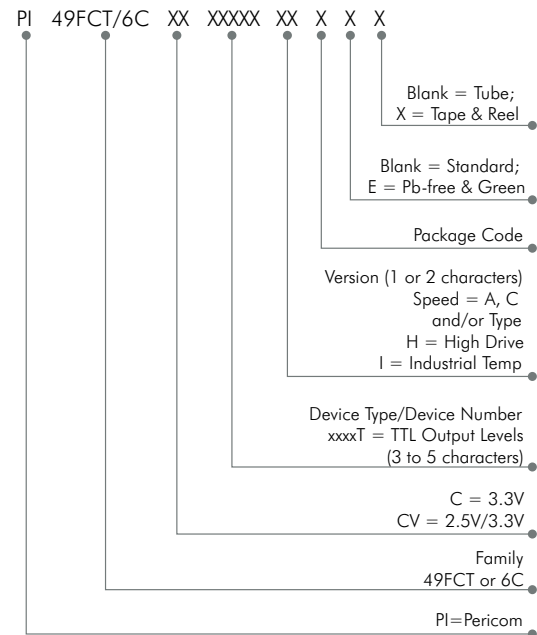 PI 49FCT/6C XX XXXXX XX X X X
Blank = Tube;
X = Tape & Reel
Blank = Standard;
E = Pb-free & Green
Package Code
Version (1 or 2 characters)
Speed = A, C
and/or Type
H = High Drive
I = Industrial Temp
Device Type/Device Number
xxxxT = TTL Output Levels
(3 to 5 characters)
C = 3.3V
CV = 2.5V/3.3V
Family
49FCT or 6C
PI=Pericom